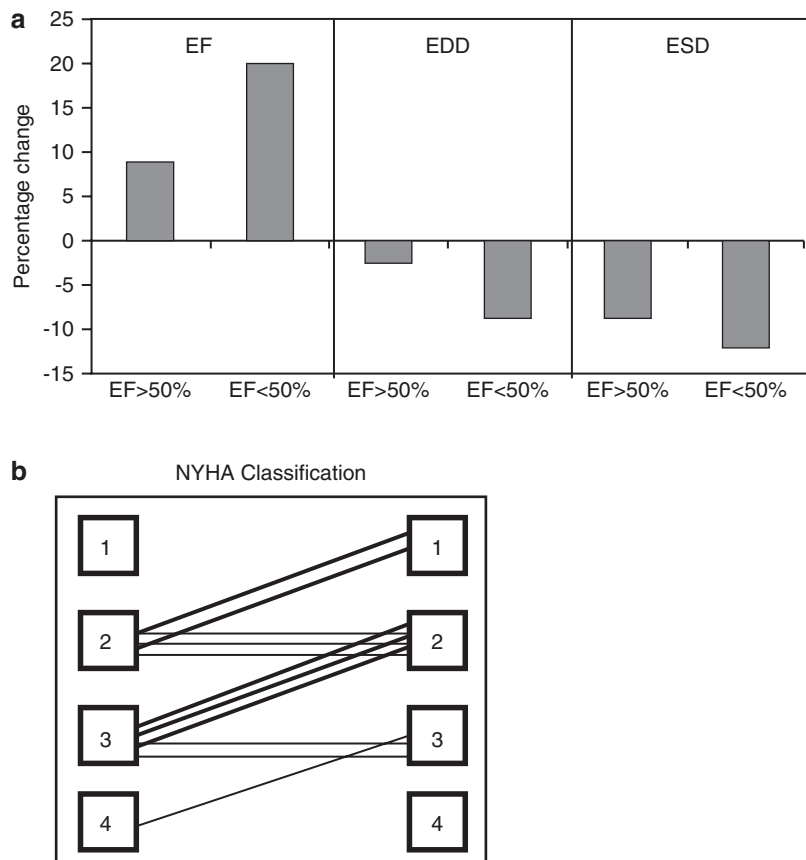 a
25
20
15
10
5
0
-5
-10
-15
Percentage change
EF EDD ESD
EF>50% EF<50% EF>50% EF<50% EF>50% EF<50%
b
NYHA Classification
1 1
2 2
3 3
4 4